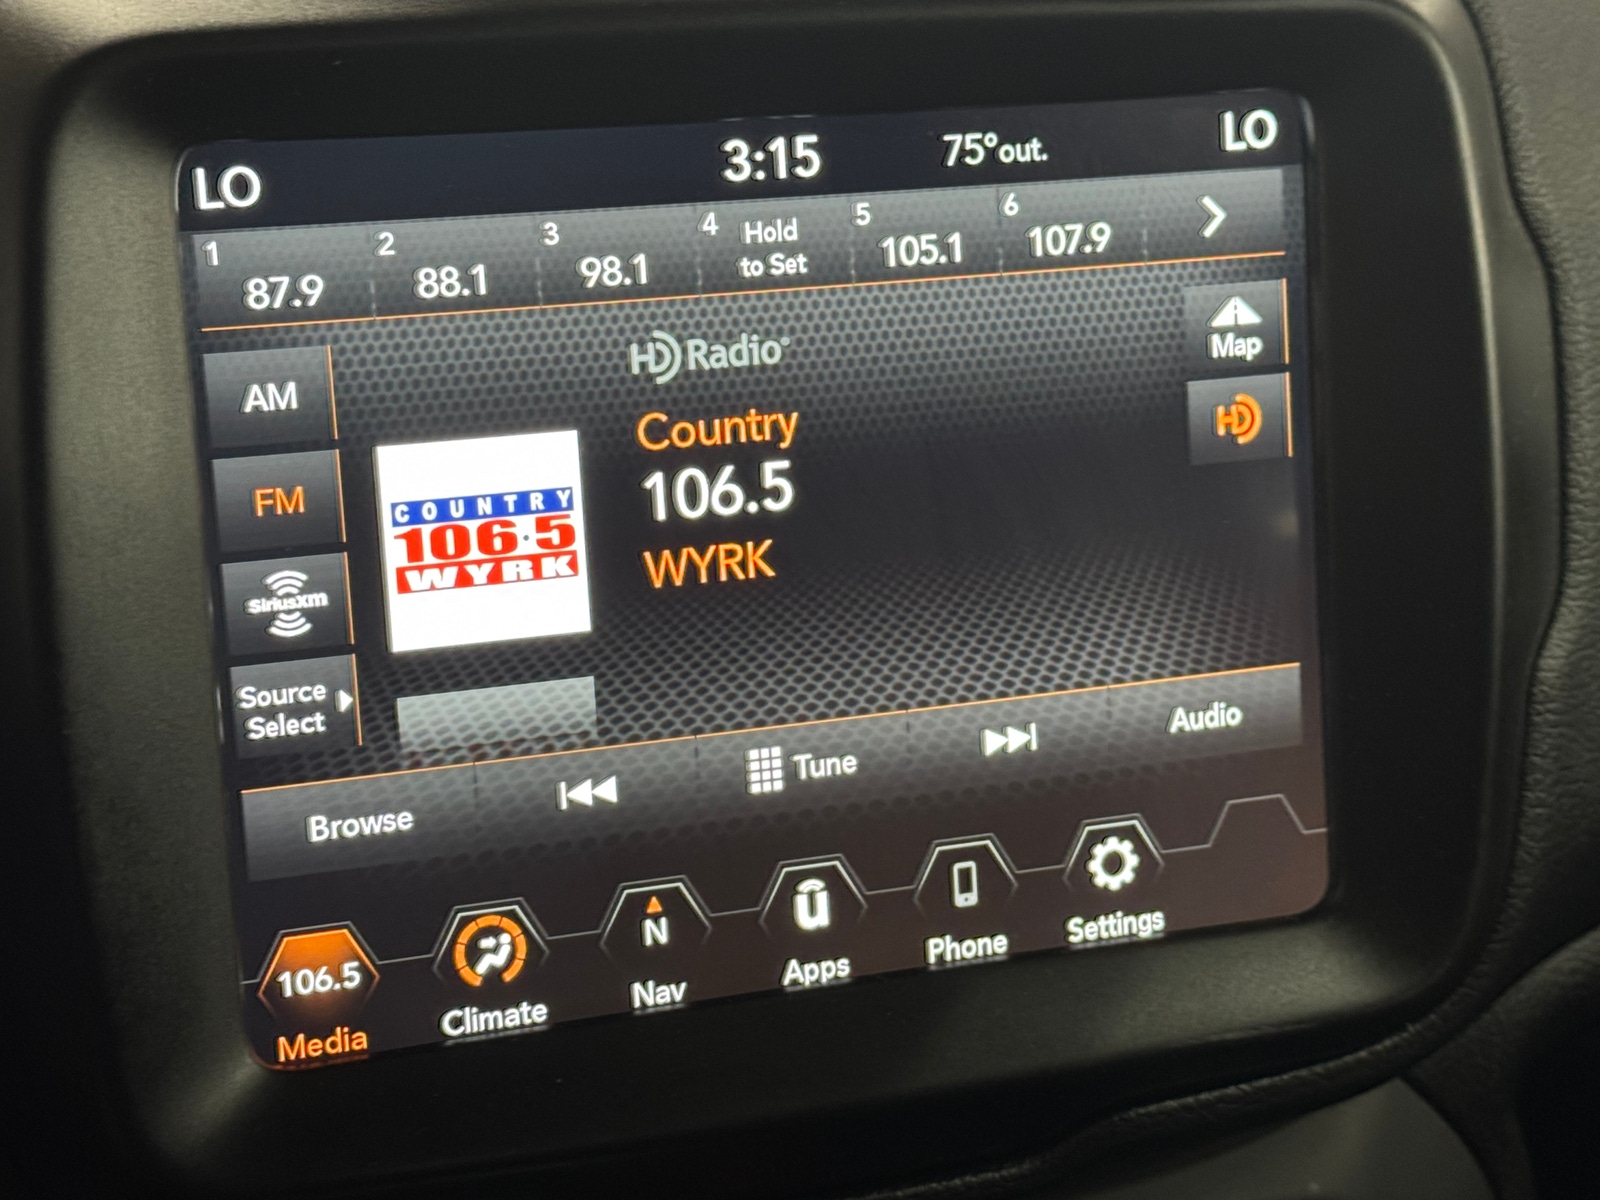 LO 3:15 75°out. LO
1 87.9 2 88.1 3 98.1 4 Hold to Set 5 105.1 6 107.9
HD Radio
Map
AM
Country
HD
FM
106.5
COUNTRY
106.5
WYRK
WYRK
SiriusXM
Source
Select
Browse Tune Audio
106.5 N u
Media Climate Nav Apps Phone Settings